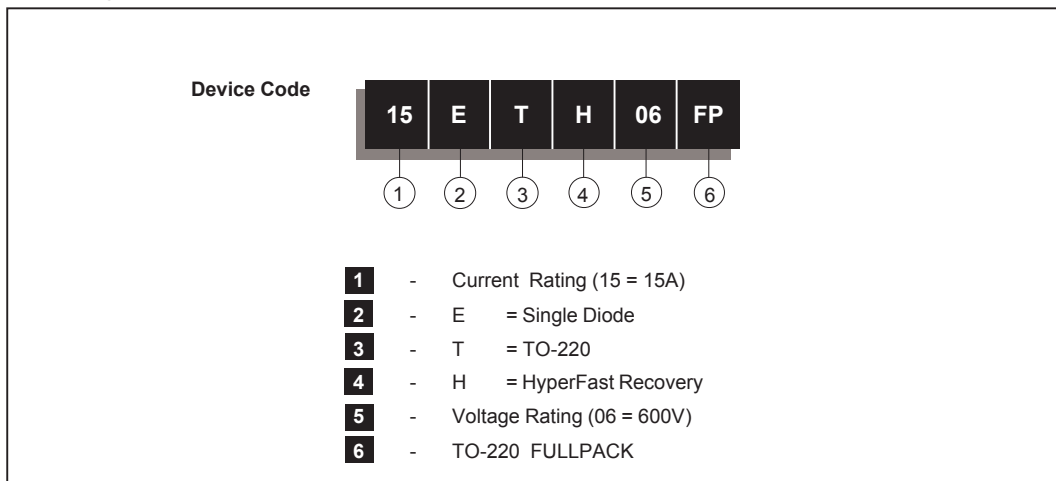 Device Code
15 E T H 06 FP
1 2 3 4 5 6
1 - Current Rating (15 = 15A)
2 - E = Single Diode
3 - T = TO-220
4 - H = HyperFast Recovery
5 - Voltage Rating (06 = 600V)
6 - TO-220 FULLPACK